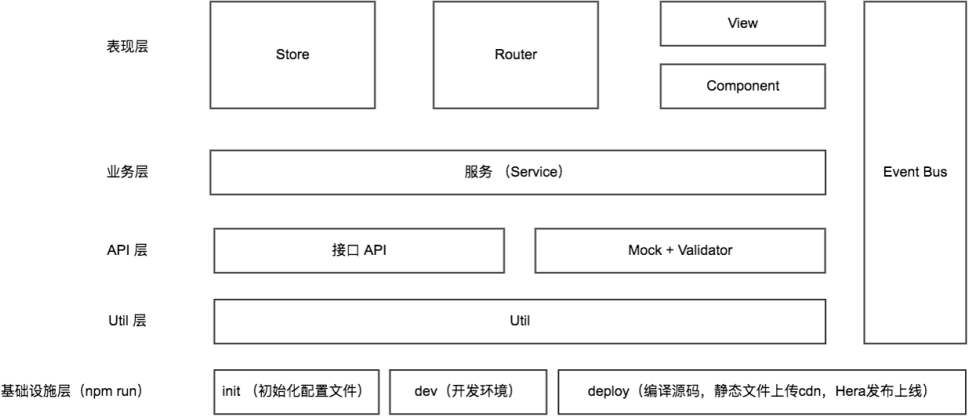 表现层
Store
Router
View
Component
Event Bus
业务层
服务 （Service）
API 层
接口 API
Mock + Validator
Util 层
Util
基础设施层（npm run）
init （初始化配置文件）
dev（开发环境）
deploy（编译源码，静态文件上传cdn，Hera发布上线）